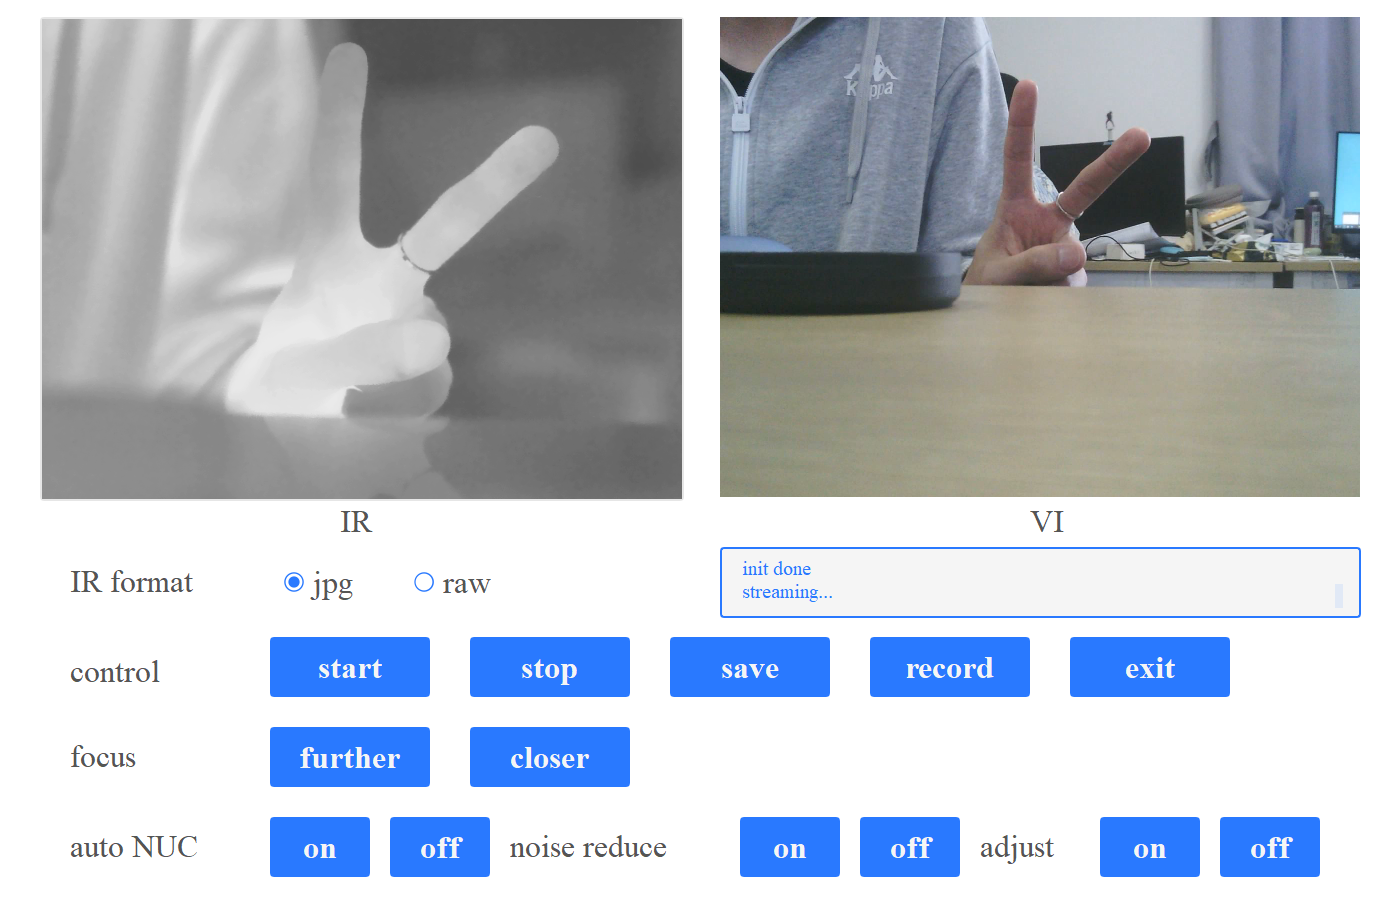 Kappa
IR
VI
IR format
jpg
raw
init done
streaming...
control
start
stop
save
record
exit
focus
further
closer
auto NUC
on
off
noise reduce
on
off
adjust
on
off